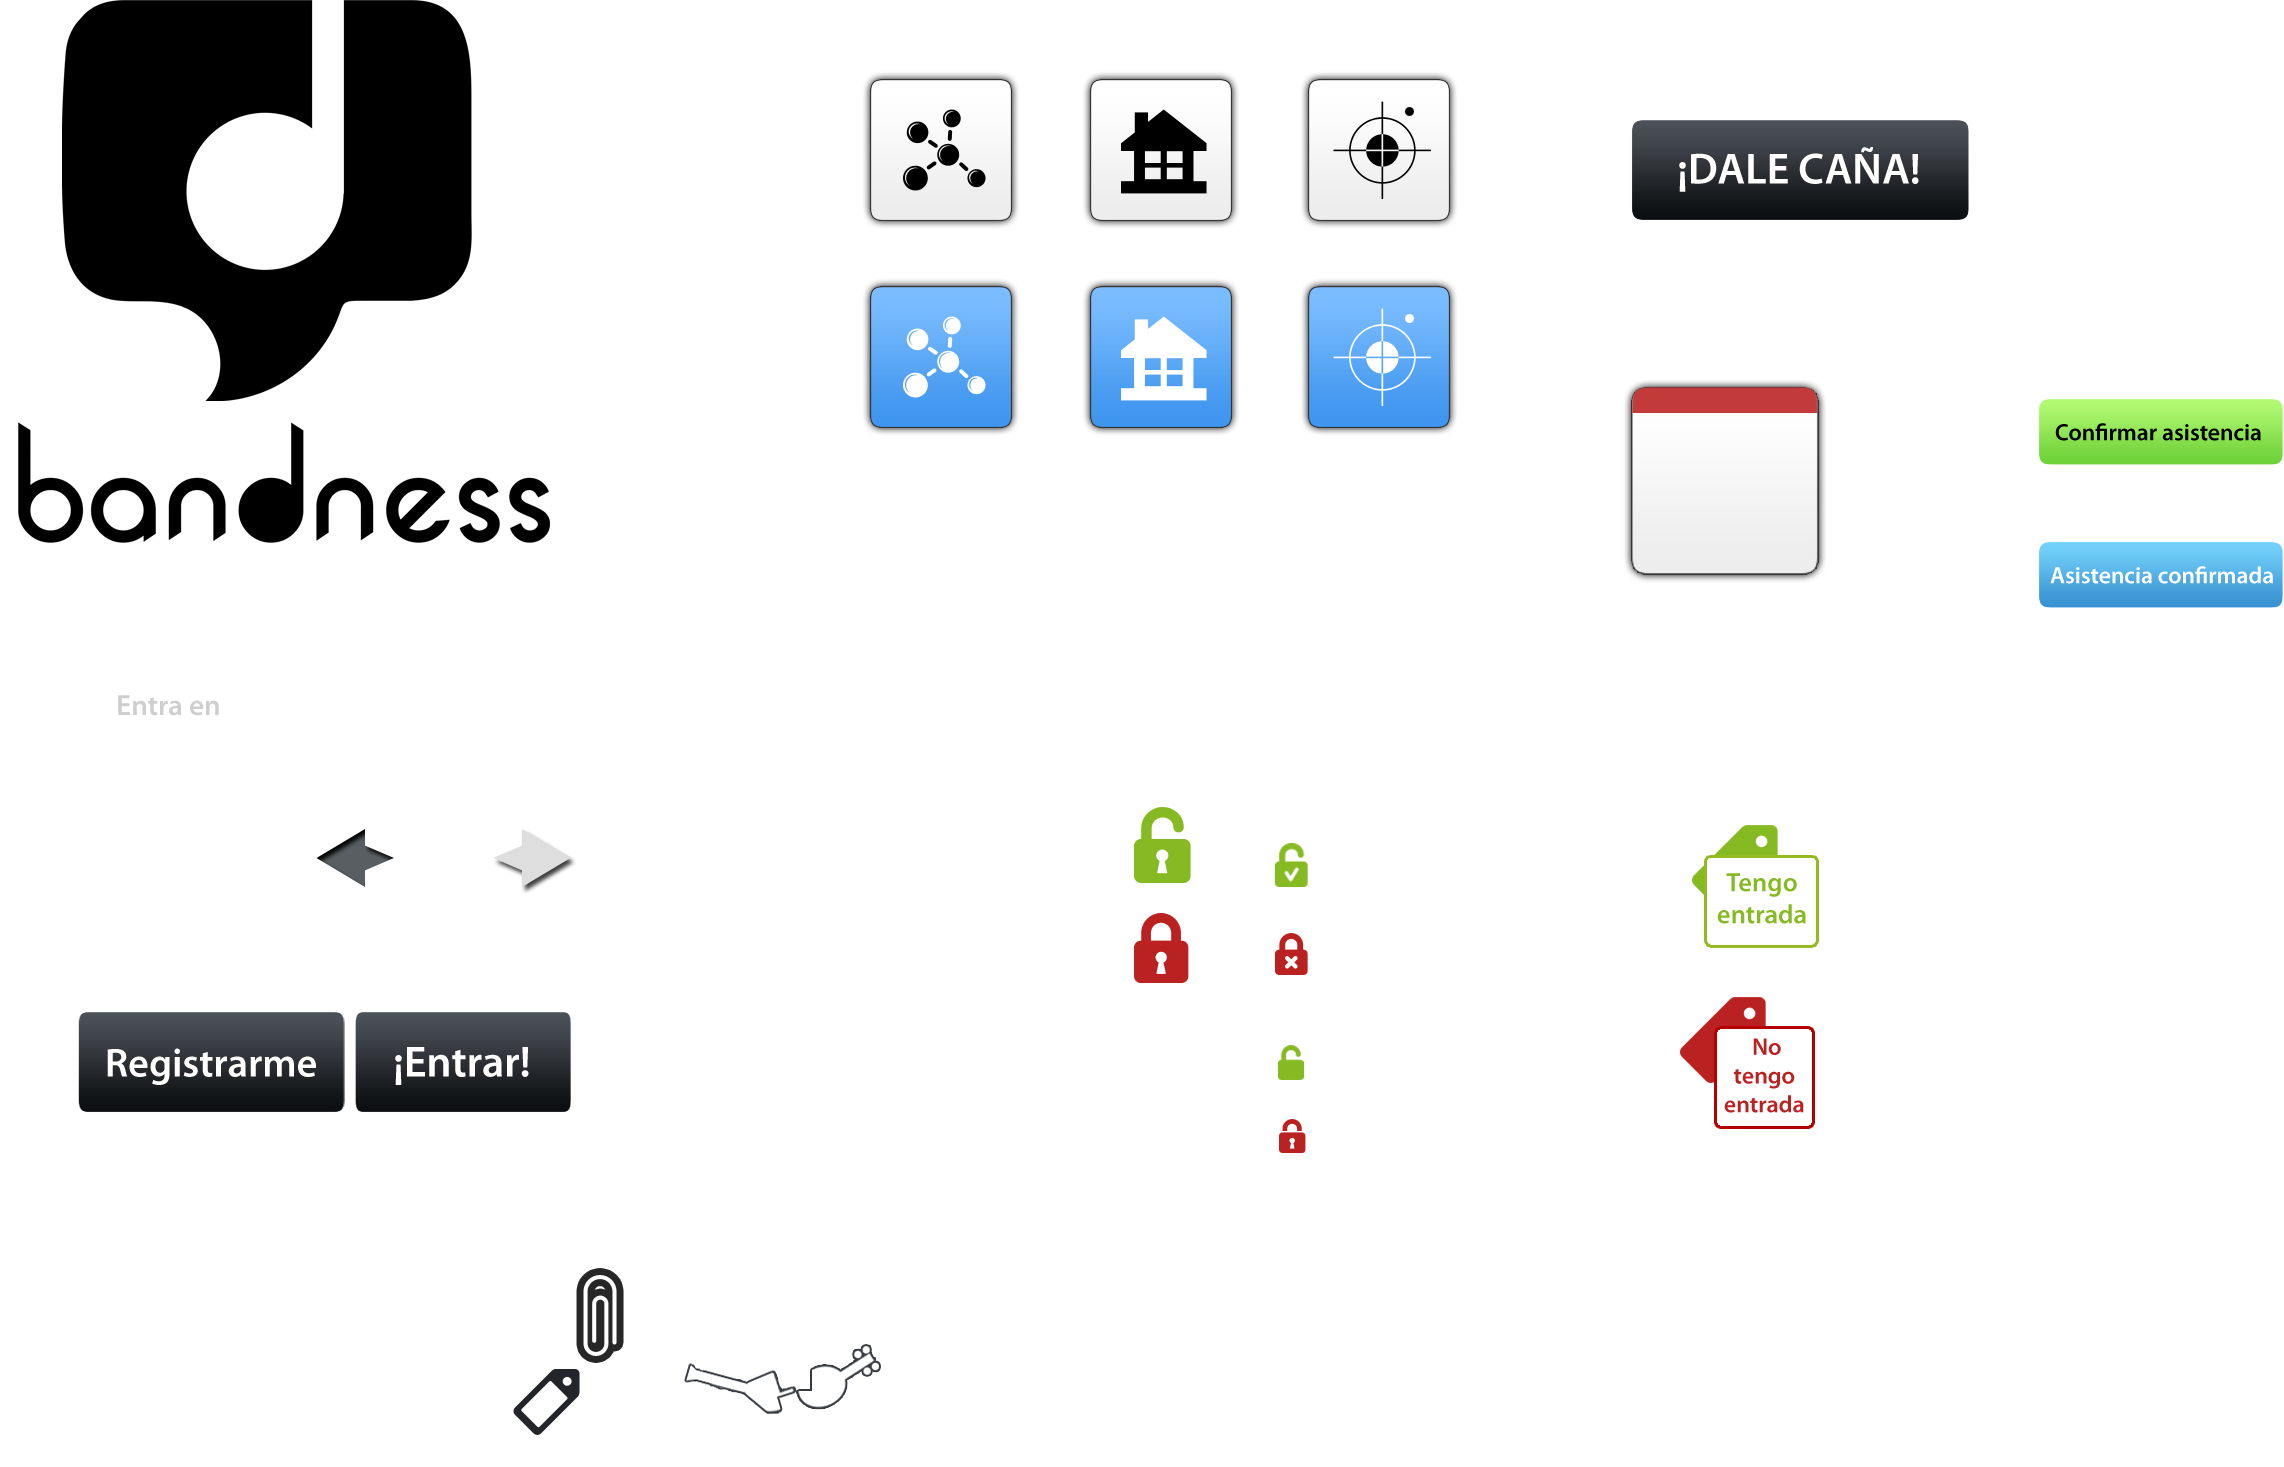 ¡DALE CAÑA!
bandness
Confirmar asistencia
Asistencia confirmada
Entra en
Tengo
entrada
Registrarme
¡Entrar!
No
tengo
entrada